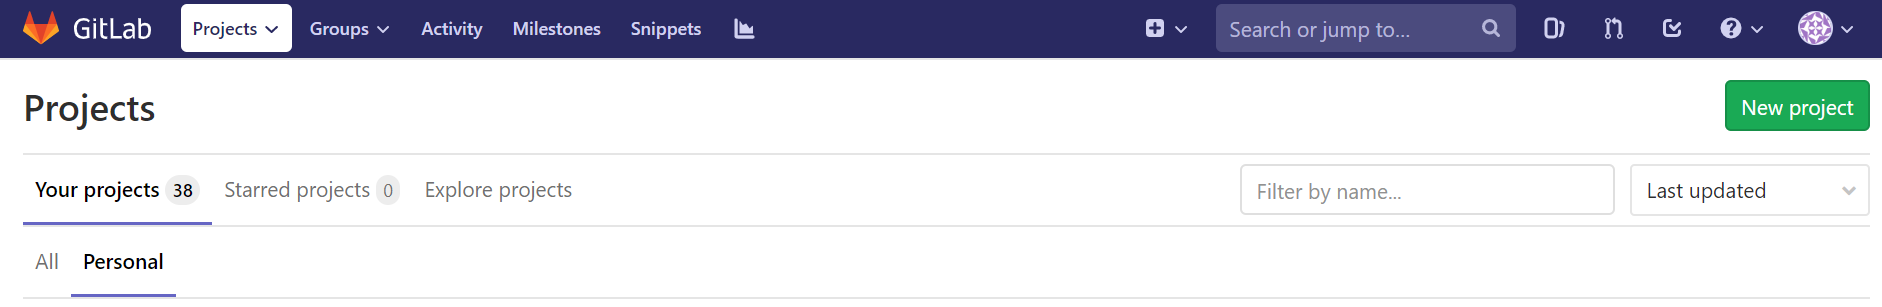 GitLab Projects Groups Activity Milestones Snippets Search or jump to...
Projects New project
Your projects 38 Starred projects 0 Explore projects Filter by name... Last updated
All Personal